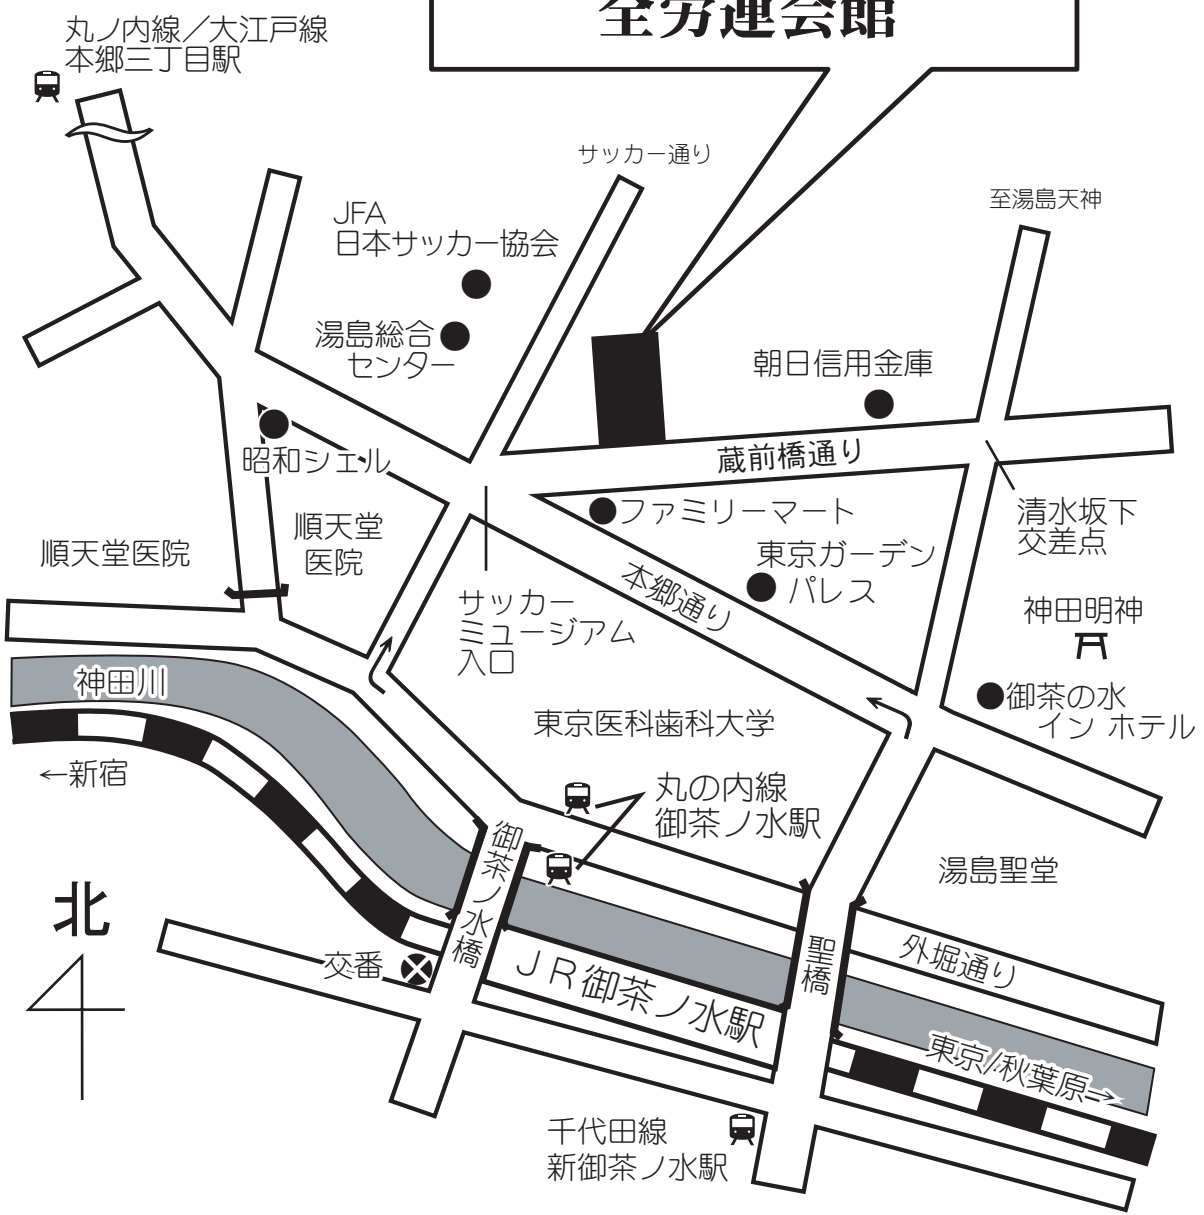 全労連会館
丸ノ内線／大江戸線
本郷三丁目駅
サッカー通り
至湯島天神
JFA
日本サッカー協会
湯島総合
センター
朝日信用金庫
蔵前橋通り
昭和シェル
ファミリーマート
清水坂下
交差点
順天堂医院
順天堂
医院
東京ガーデン
パレス
本郷通り
サッカー
ミュージアム
入口
神田明神
神田川
御茶の水
イン ホテル
東京医科歯科大学
←新宿
丸の内線
御茶ノ水駅
御茶ノ水橋
湯島聖堂
北
聖橋
外堀通り
交番
JR御茶ノ水駅
東京/秋葉原→
千代田線
新御茶ノ水駅